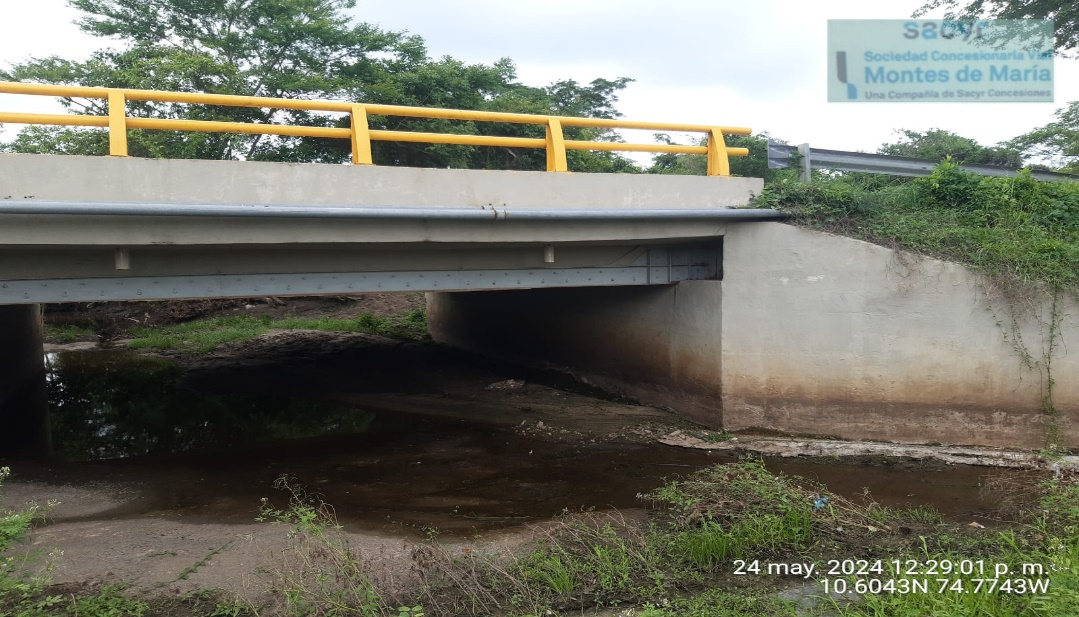 sacyr
Sociedad Concesionaria Vial
Montes de María
Una Compañía de Sacyr Concesiones
24 may. 2024 12:29:01 p. m.
10.6043N 74.7743W